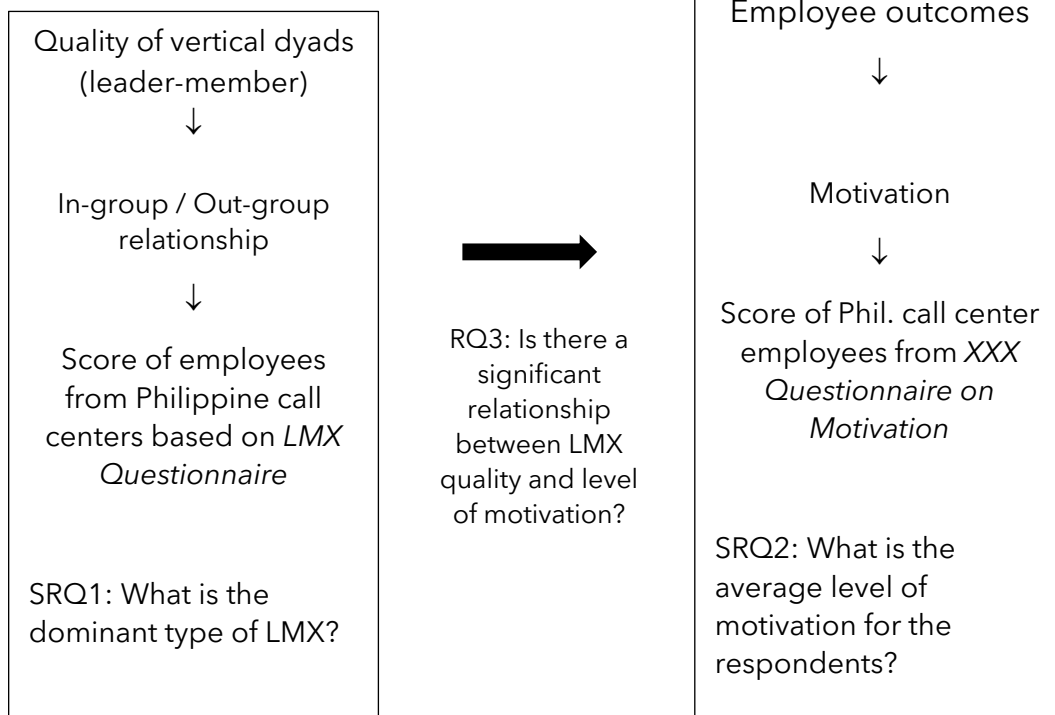 Quality of vertical dyads
(leader-member)
↓
In-group / Out-group
relationship
↓
Score of employees
from Philippine call
centers based on LMX
Questionnaire
SRQ1: What is the
dominant type of LMX?
RQ3: Is there a
significant
relationship
between LMX
quality and level
of motivation?
Employee outcomes
↓
Motivation
↓
Score of Phil. call center
employees from XXX
Questionnaire on
Motivation
SRQ2: What is the
average level of
motivation for the
respondents?